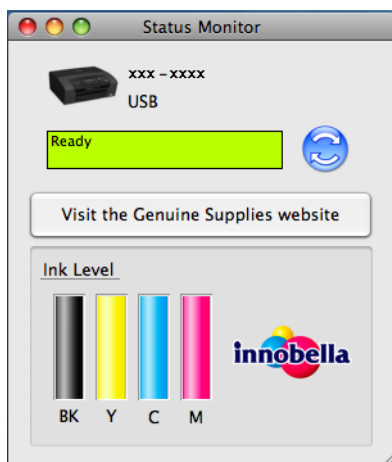 Status Monitor
xxx -xxxx
USB
Ready
Visit the Genuine Supplies website
Ink Level
innobella
BK Y C M